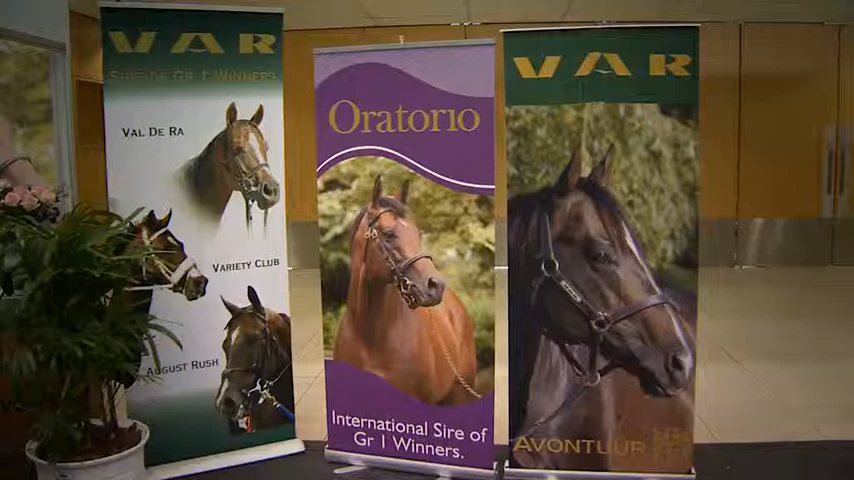 VAR
SIRE OF GR 1 WINNERS
VAL DE RA
VARIETY CLUB
AUGUST RUSH
Oratorio
International Sire of
Gr 1 Winners.
VAR
AVONTUUR